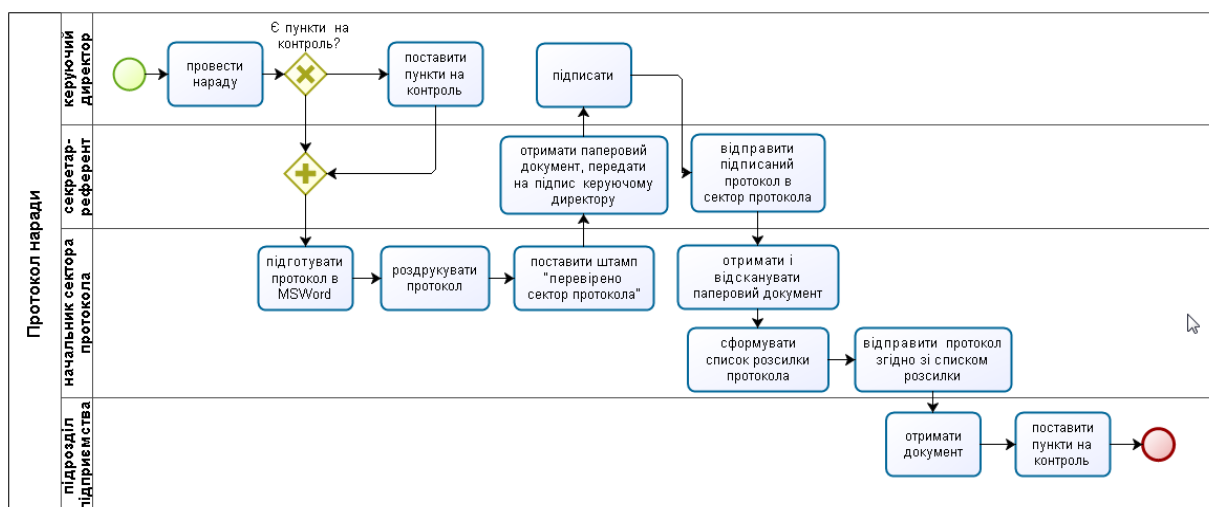 Протокол наради
керуючий
директор
Є пункти на
контроль?
провести
нараду
поставити
пункти на
контроль
підписати
секретар-
референт
отримати паперовий
документ, передати
на підпис керуючому
директору
відправити
підписаний
протокол в
сектор протокола
начальник сектора
протокола
підготувати
протокол в
MSWord
роздрукувати
протокол
поставити штамп
"перевірено
сектор протокола"
отримати і
відсканувати
паперовий документ
сформувати
список розсилки
протокола
відправити протокол
згідно зі списком
розсилки
підрозділ
підприємства
отримати
документ
поставити
пункти на
контроль